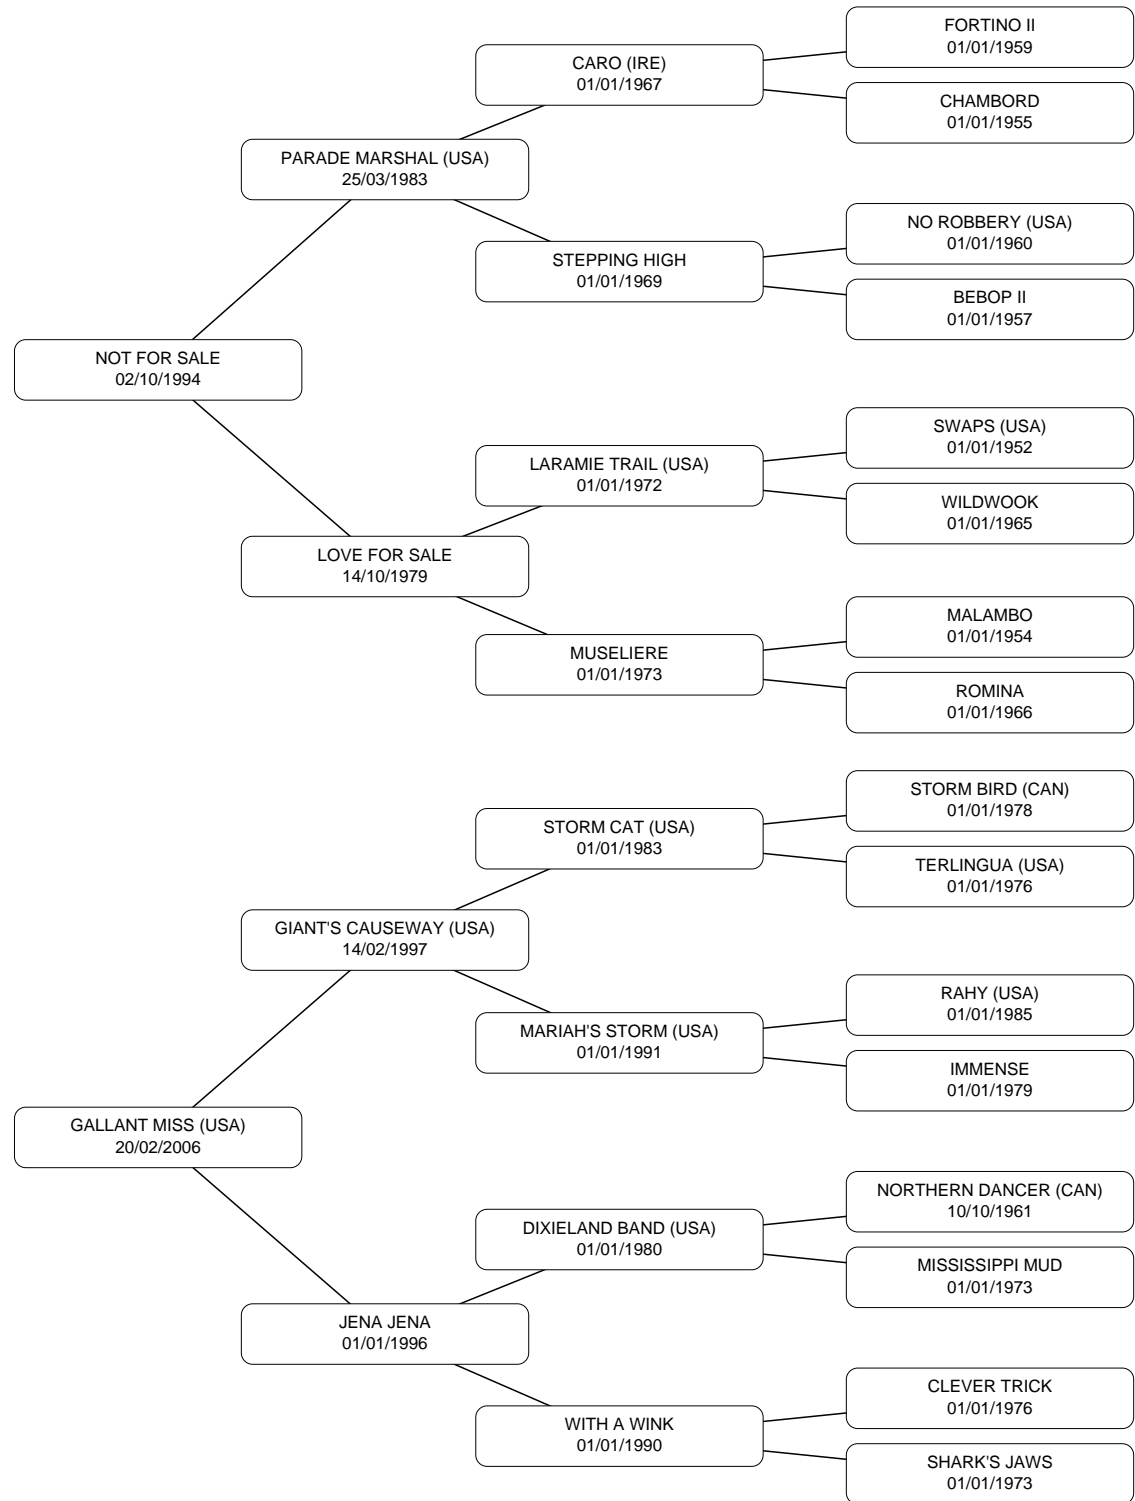 FORTINO II
01/01/1959
CARO (IRE)
01/01/1967
CHAMBORD
01/01/1955
PARADE MARSHAL (USA)
25/03/1983
NO ROBBERY (USA)
01/01/1960
STEPPING HIGH
01/01/1969
BEBOP II
01/01/1957
NOT FOR SALE
02/10/1994
SWAPS (USA)
01/01/1952
LARAMIE TRAIL (USA)
01/01/1972
WILDWOOK
01/01/1965
LOVE FOR SALE
14/10/1979
MALAMBO
01/01/1954
MUSELIERE
01/01/1973
ROMINA
01/01/1966
STORM BIRD (CAN)
01/01/1978
STORM CAT (USA)
01/01/1983
TERLINGUA (USA)
01/01/1976
GIANT'S CAUSEWAY (USA)
14/02/1997
RAHY (USA)
01/01/1985
MARIAH'S STORM (USA)
01/01/1991
IMMENSE
01/01/1979
GALLANT MISS (USA)
20/02/2006
NORTHERN DANCER (CAN)
10/10/1961
DIXIELAND BAND (USA)
01/01/1980
MISSISSIPPI MUD
01/01/1973
JENA JENA
01/01/1996
CLEVER TRICK
01/01/1976
WITH A WINK
01/01/1990
SHARK'S JAWS
01/01/1973